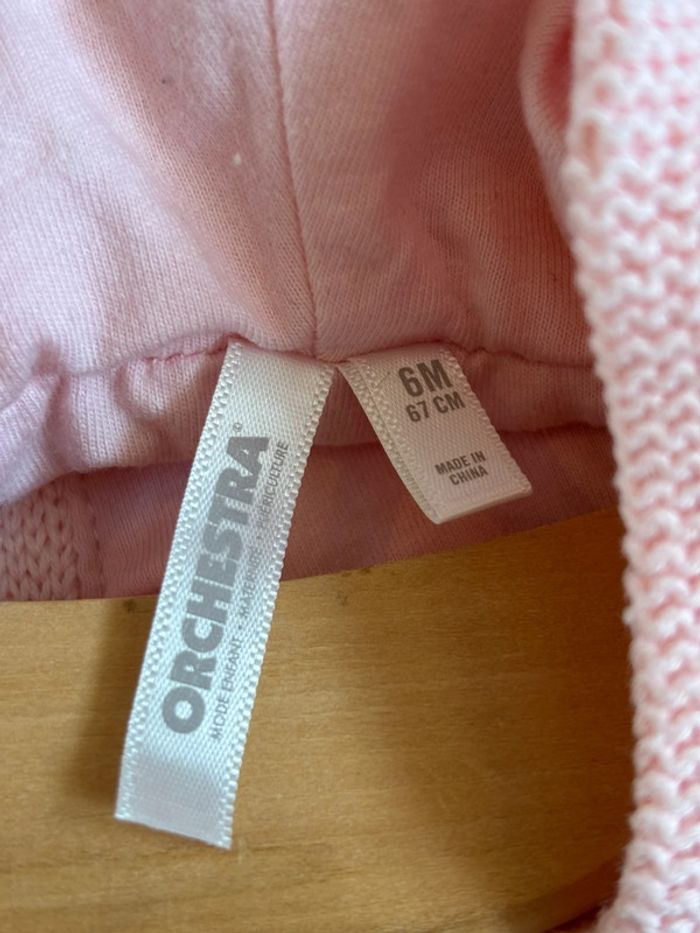 ORCHESTRA®
MODE ENFANT • MATERNITÉ • PUÉRICULTURE
6M
67 CM
MADE IN
CHINA